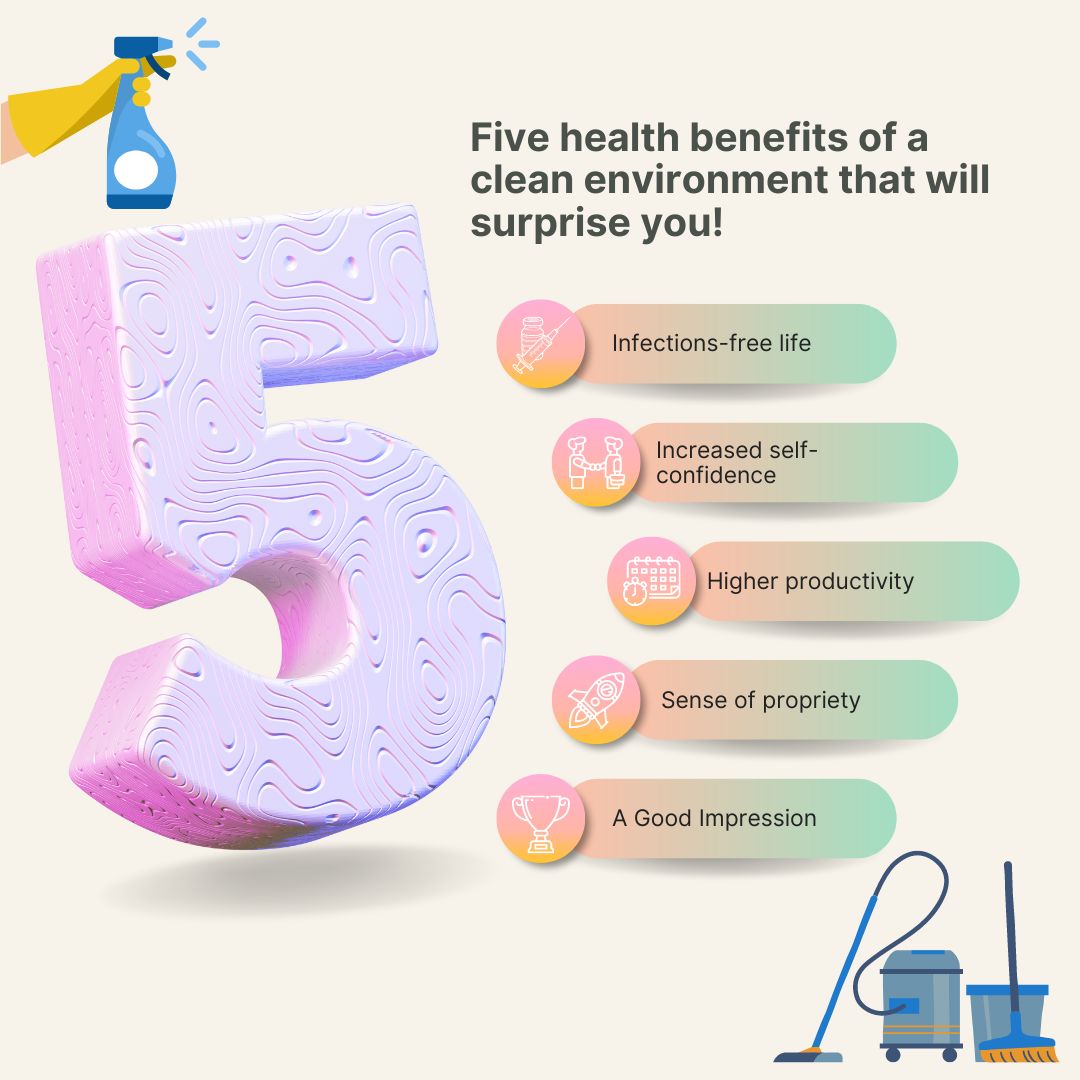 Five health benefits of a
clean environment that will
surprise you!
Infections-free life
Increased self-
confidence
Higher productivity
Sense of propriety
A Good Impression
5